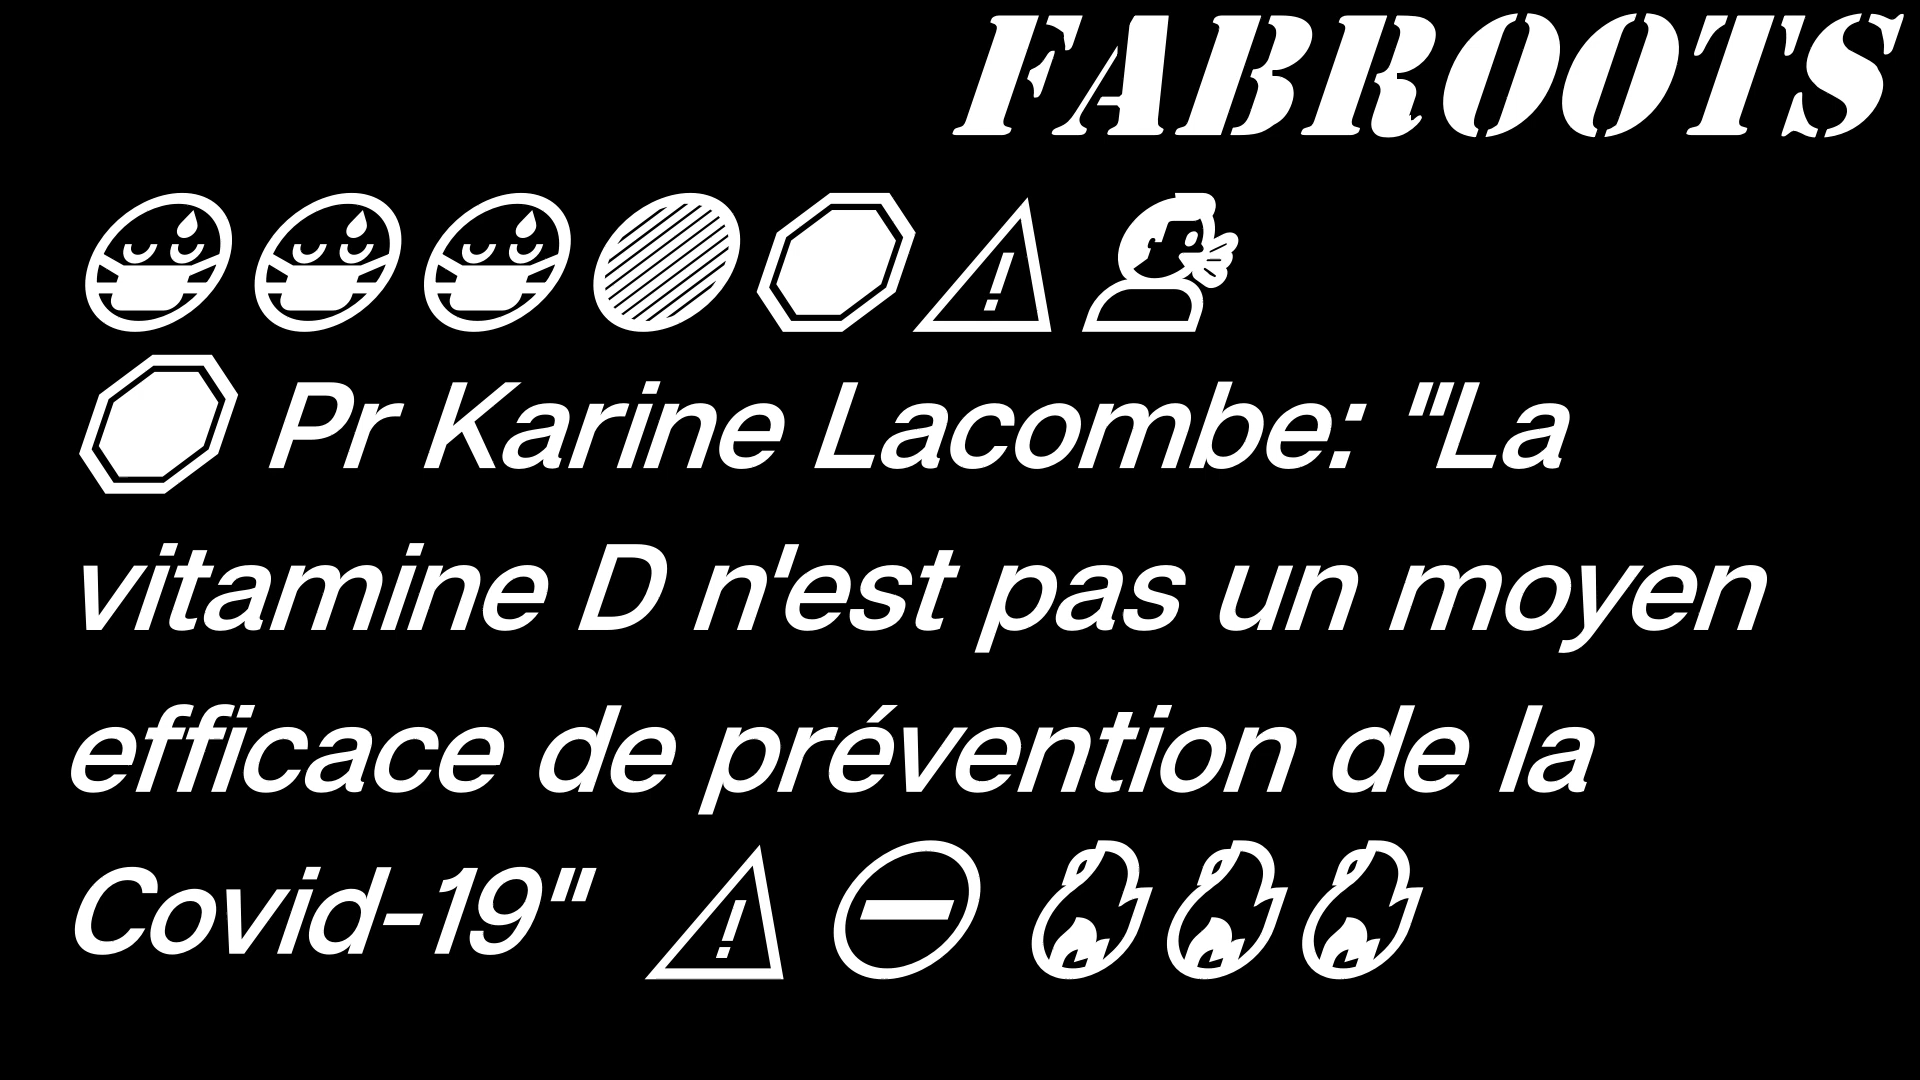 FABROOTS
Pr Karine Lacombe: "La
vitamine D n'est pas un moyen
efficace de prévention de la
Covid-19"